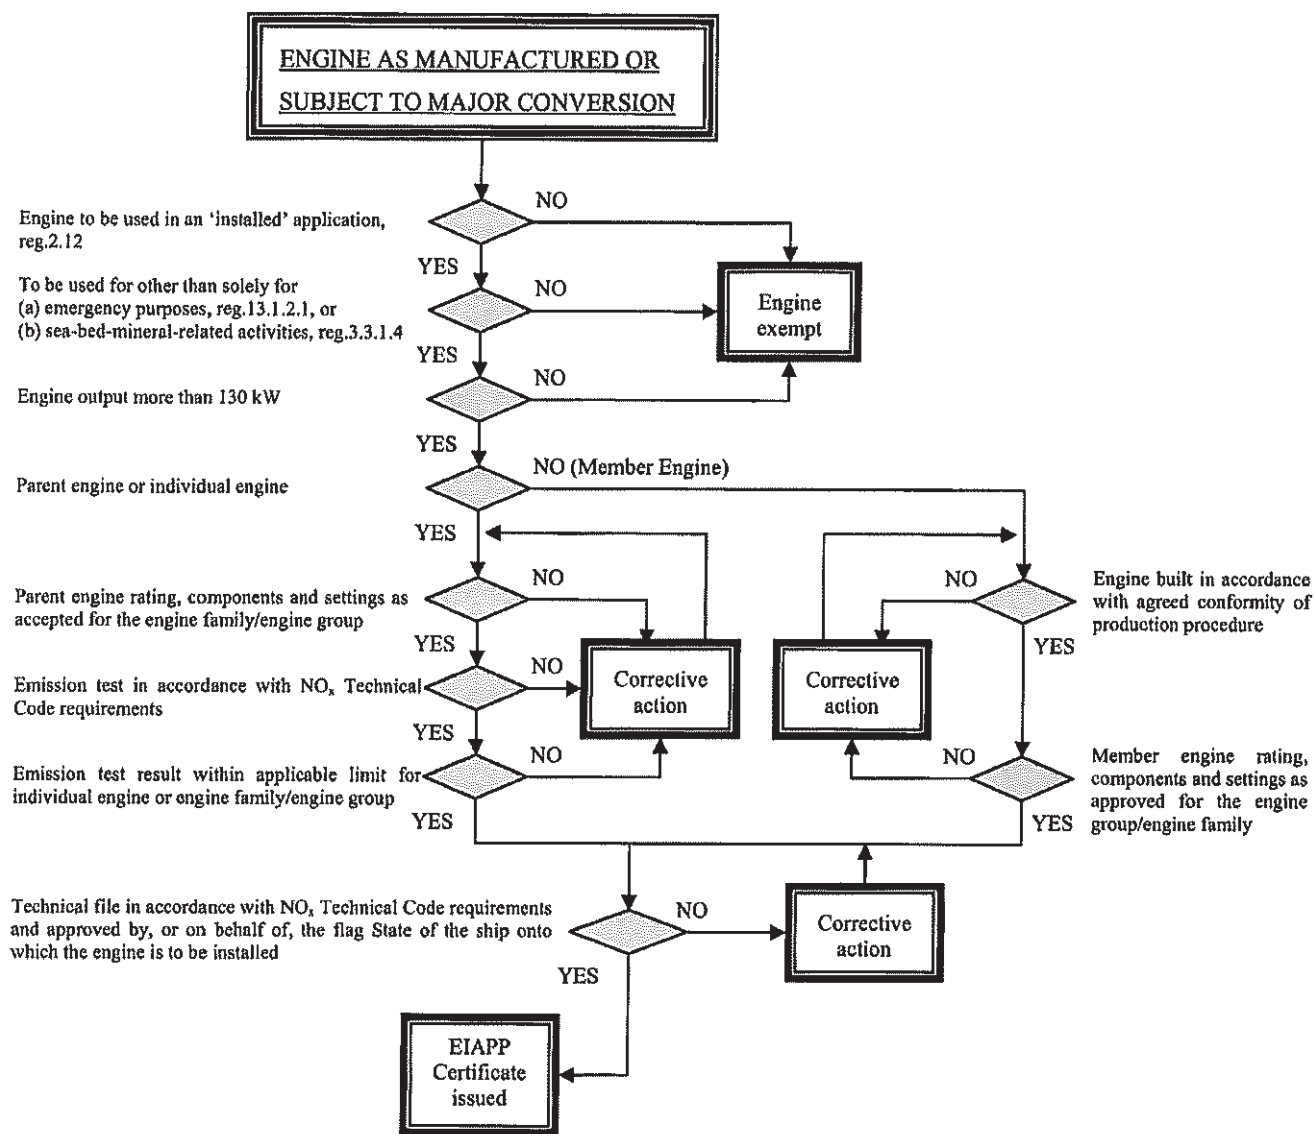 ENGINE AS MANUFACTURED OR
SUBJECT TO MAJOR CONVERSION
NO
Engine to be used in an ‘installed’ application,
reg.2.12
YES
To be used for other than solely for
(a) emergency purposes, reg.13.1.2.1, or
(b) sea-bed-mineral-related activities, reg.3.3.1.4
NO
Engine
exempt
YES
NO
Engine output more than 130 kW
YES
NO (Member Engine)
Parent engine or individual engine
YES
NO
Parent engine rating, components and settings as
accepted for the engine family/engine group
NO
Engine built in accordance
with agreed conformity of
production procedure
YES
YES
NO
Emission test in accordance with NOx Technical
Code requirements
Corrective
action
Corrective
action
YES
NO
Emission test result within applicable limit for
individual engine or engine family/engine group
NO
Member engine rating,
components and settings as
approved for the engine
group/engine family
YES
YES
Technical file in accordance with NOx Technical Code requirements
and approved by, or on behalf of, the flag State of the ship onto
which the engine is to be installed
NO
Corrective
action
YES
EIAPP
Certificate
issued